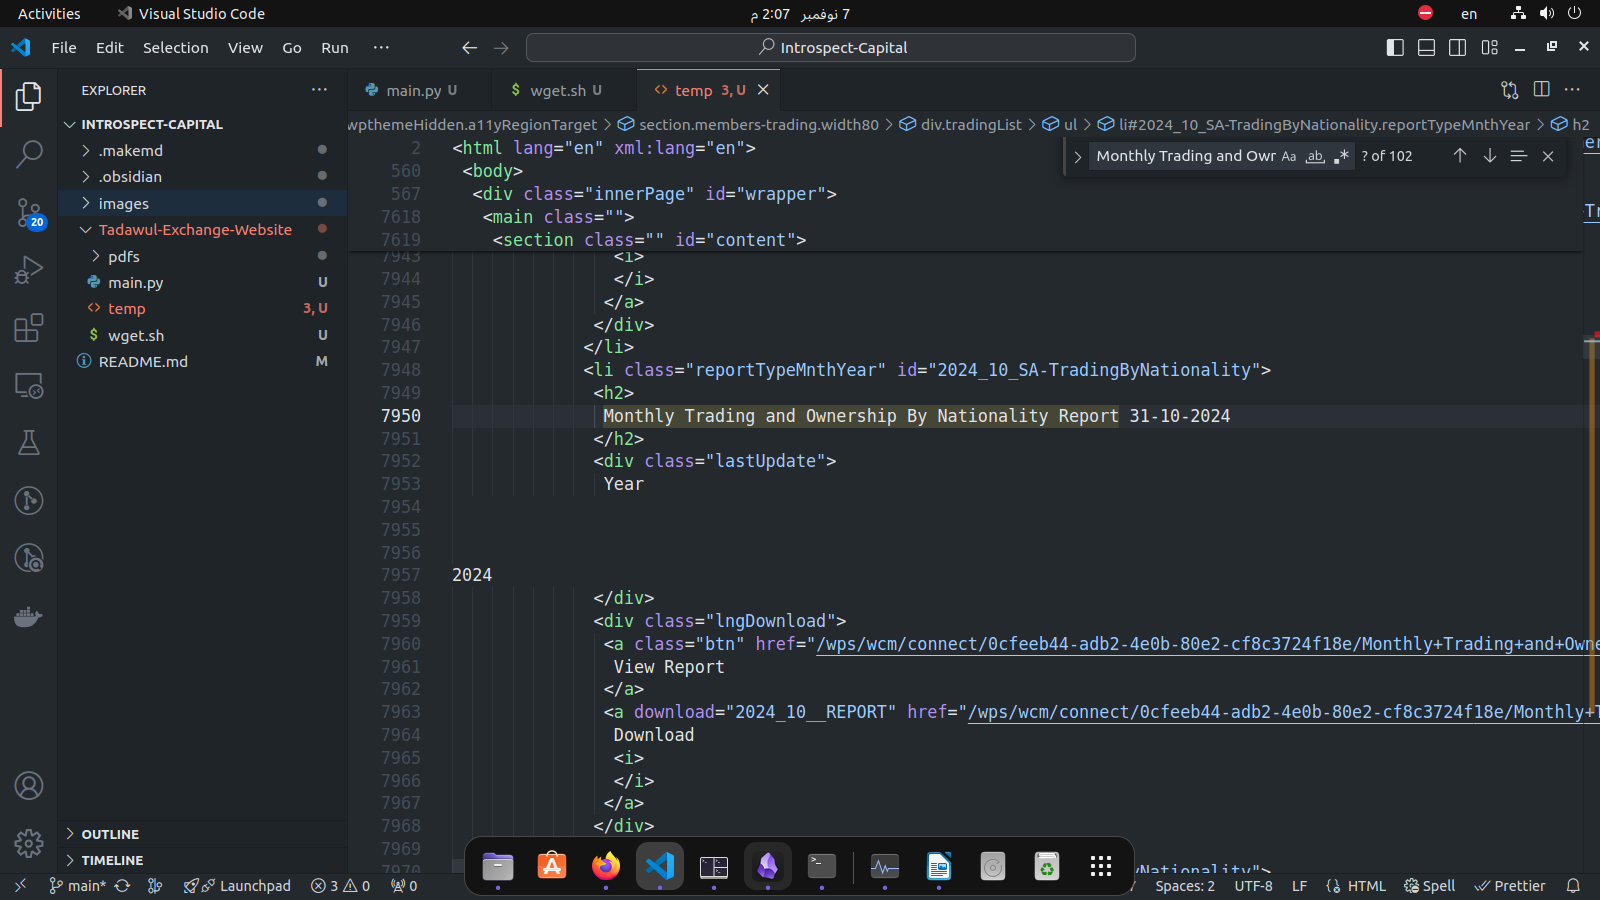 Activities
Visual Studio Code
7 نوفمبر 2:07 م
en
File Edit Selection View Go Run ···
Introspect-Capital
EXPLORER
main.py U
wget.sh U
temp 3, U
wpthemeHidden.a11yRegionTarget > section.members-trading.width80 > div.tradingList > ul > li#2024_10_SA-TradingByNationality.reportTypeMnthYear > h2
INTROSPECT-CAPITAL
.makemd
.obsidian
images
Tadawul-Exchange-Website
pdfs
main.py U
temp 3, U
wget.sh U
README.md M
OUTLINE
TIMELINE
20
Monthly Trading and Owr Aa ab .* ? of 102
2 <html lang="en" xml:lang="en">
560 <body>
567 <div class="innerPage" id="wrapper">
7618 <main class="">
7619 <section class="" id="content">
7943 <i>
7944 </i>
7945 </a>
7946 </div>
7947 </li>
7948 <li class="reportTypeMnthYear" id="2024_10_SA-TradingByNationality">
7949 <h2>
7950 Monthly Trading and Ownership By Nationality Report 31-10-2024
7951 </h2>
7952 <div class="lastUpdate">
7953 Year
7954
7955
7956
7957 2024
7958 </div>
7959 <div class="lngDownload">
7960 <a class="btn" href="/wps/wcm/connect/0cfeeb44-adb2-4e0b-80e2-cf8c3724f18e/Monthly+Trading+and+Owne
7961 View Report
7962 </a>
7963 <a download="2024_10__REPORT" href="/wps/wcm/connect/0cfeeb44-adb2-4e0b-80e2-cf8c3724f18e/Monthly+T
7964 Download
7965 <i>
7966 </i>
7967 </a>
7968 </div>
7969
7970 yNationality">
main*
Launchpad
3 0
0
Spaces: 2
UTF-8
LF
HTML
Spell
Prettier